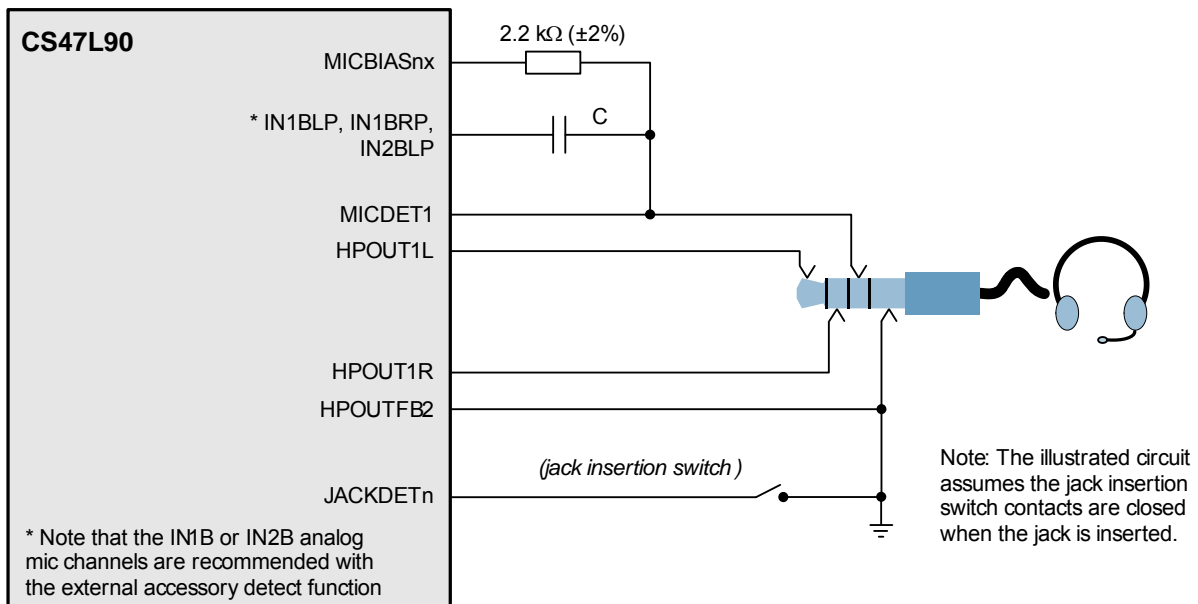 CS47L90
2.2 kΩ (±2%)
MICBIASnx
C
* IN1BLP, IN1BRP,
IN2BLP
MICDET1
HPOUT1L
HPOUT1R
HPOUTFB2
(jack insertion switch)
JACKDETn
Note: The illustrated circuit
assumes the jack insertion
switch contacts are closed
when the jack is inserted.
* Note that the IN1B or IN2B analog
mic channels are recommended with
the external accessory detect function